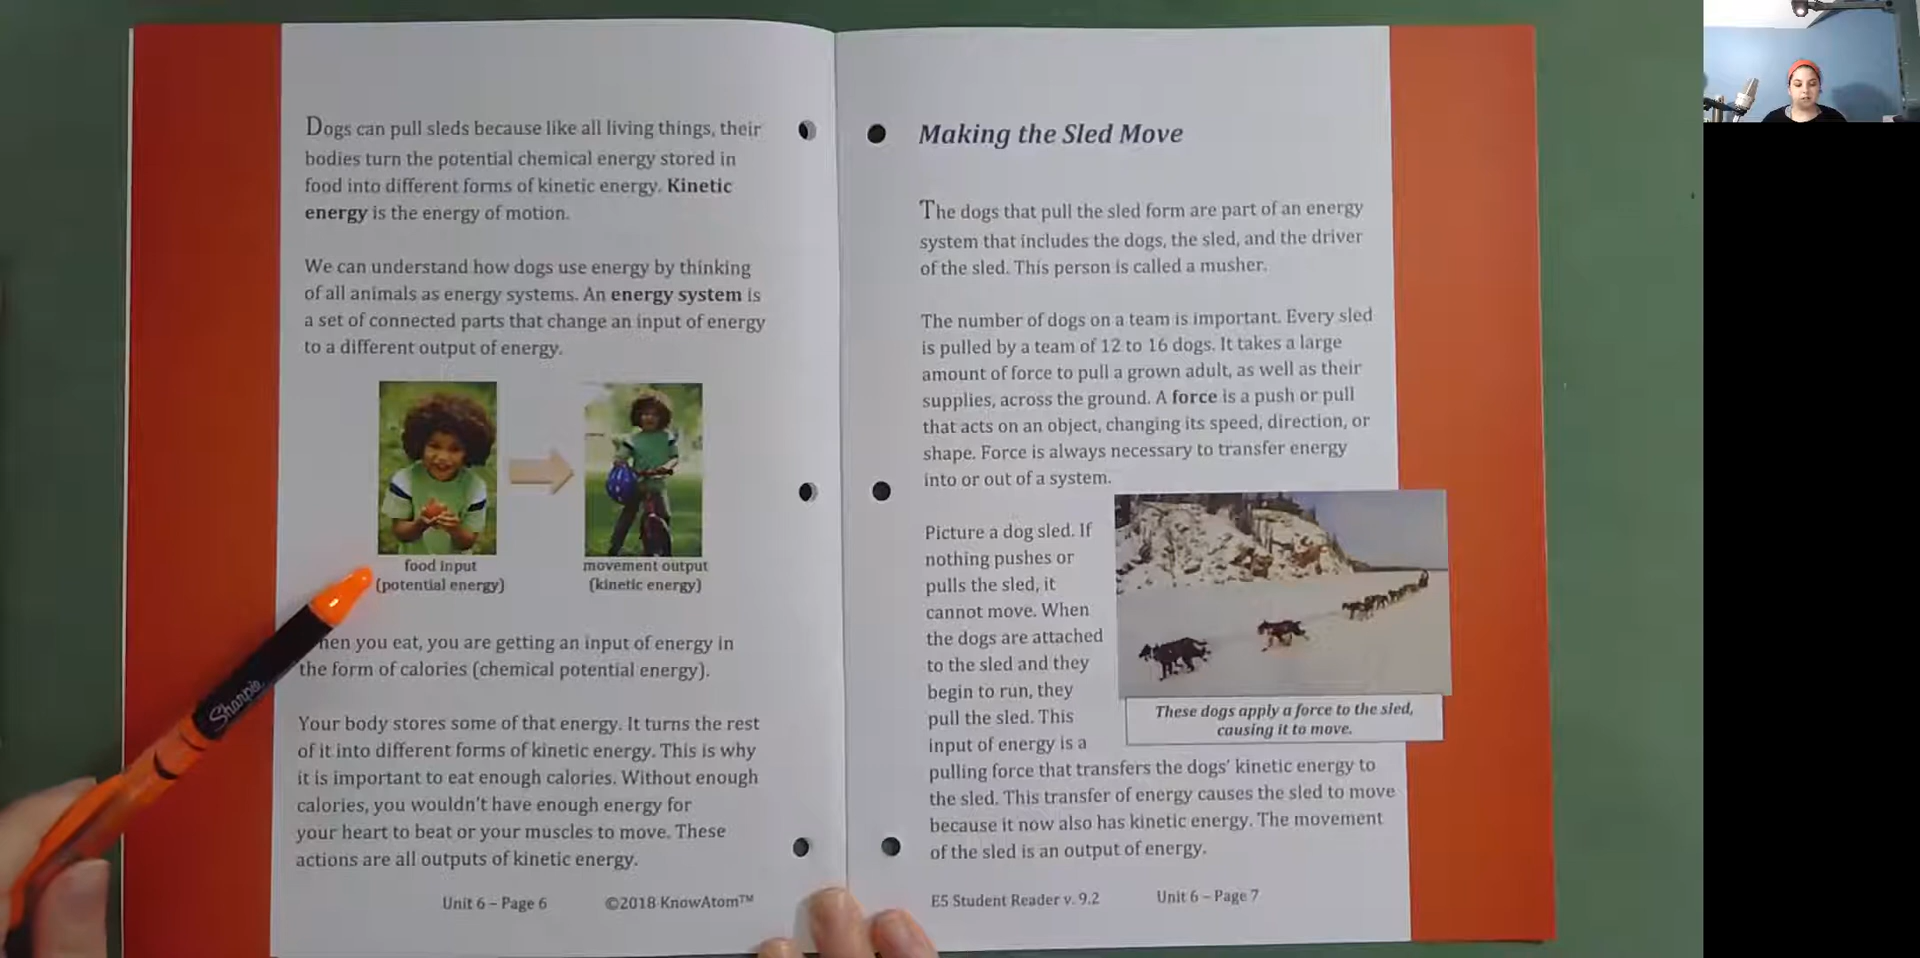 Dogs can pull sleds because like all living things, their
bodies turn the potential chemical energy stored in
food into different forms of kinetic energy. Kinetic
energy is the energy of motion.
We can understand how dogs use energy by thinking
of all animals as energy systems. An energy system is
a set of connected parts that change an input of energy
to a different output of energy.
food input
(potential energy)
movement output
(kinetic energy)
hen you eat, you are getting an input of energy in
the form of calories (chemical potential energy).
Your body stores some of that energy. It turns the rest
of it into different forms of kinetic energy. This is why
it is important to eat enough calories. Without enough
calories, you wouldn't have enough energy for
your heart to beat or your muscles to move. These
actions are all outputs of kinetic energy.
Unit 6 – Page 6 ©2018 KnowAtom™
Sharpie
Making the Sled Move
The dogs that pull the sled form are part of an energy
system that includes the dogs, the sled, and the driver
of the sled. This person is called a musher.
The number of dogs on a team is important. Every sled
is pulled by a team of 12 to 16 dogs. It takes a large
amount of force to pull a grown adult, as well as their
supplies, across the ground. A force is a push or pull
that acts on an object, changing its speed, direction, or
shape. Force is always necessary to transfer energy
into or out of a system.
Picture a dog sled. If
nothing pushes or
pulls the sled, it
cannot move. When
the dogs are attached
to the sled and they
begin to run, they
pull the sled. This
input of energy is a
pulling force that transfers the dogs' kinetic energy to
the sled. This transfer of energy causes the sled to move
because it now also has kinetic energy. The movement
of the sled is an output of energy.
These dogs apply a force to the sled,
causing it to move.
E5 Student Reader v. 9.2 Unit 6 – Page 7